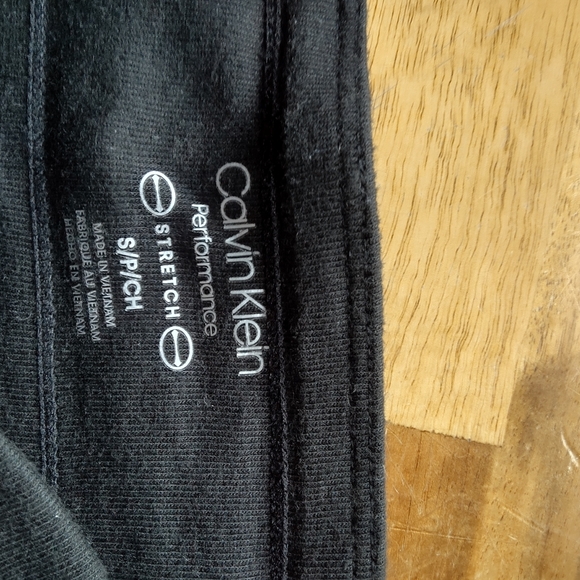 Calvin Klein
Performance
STRETCH
S/P/CH
MADE IN VIETNAM
FABRIQUÉ AU VIETNAM
HECHO EN VIETNAM